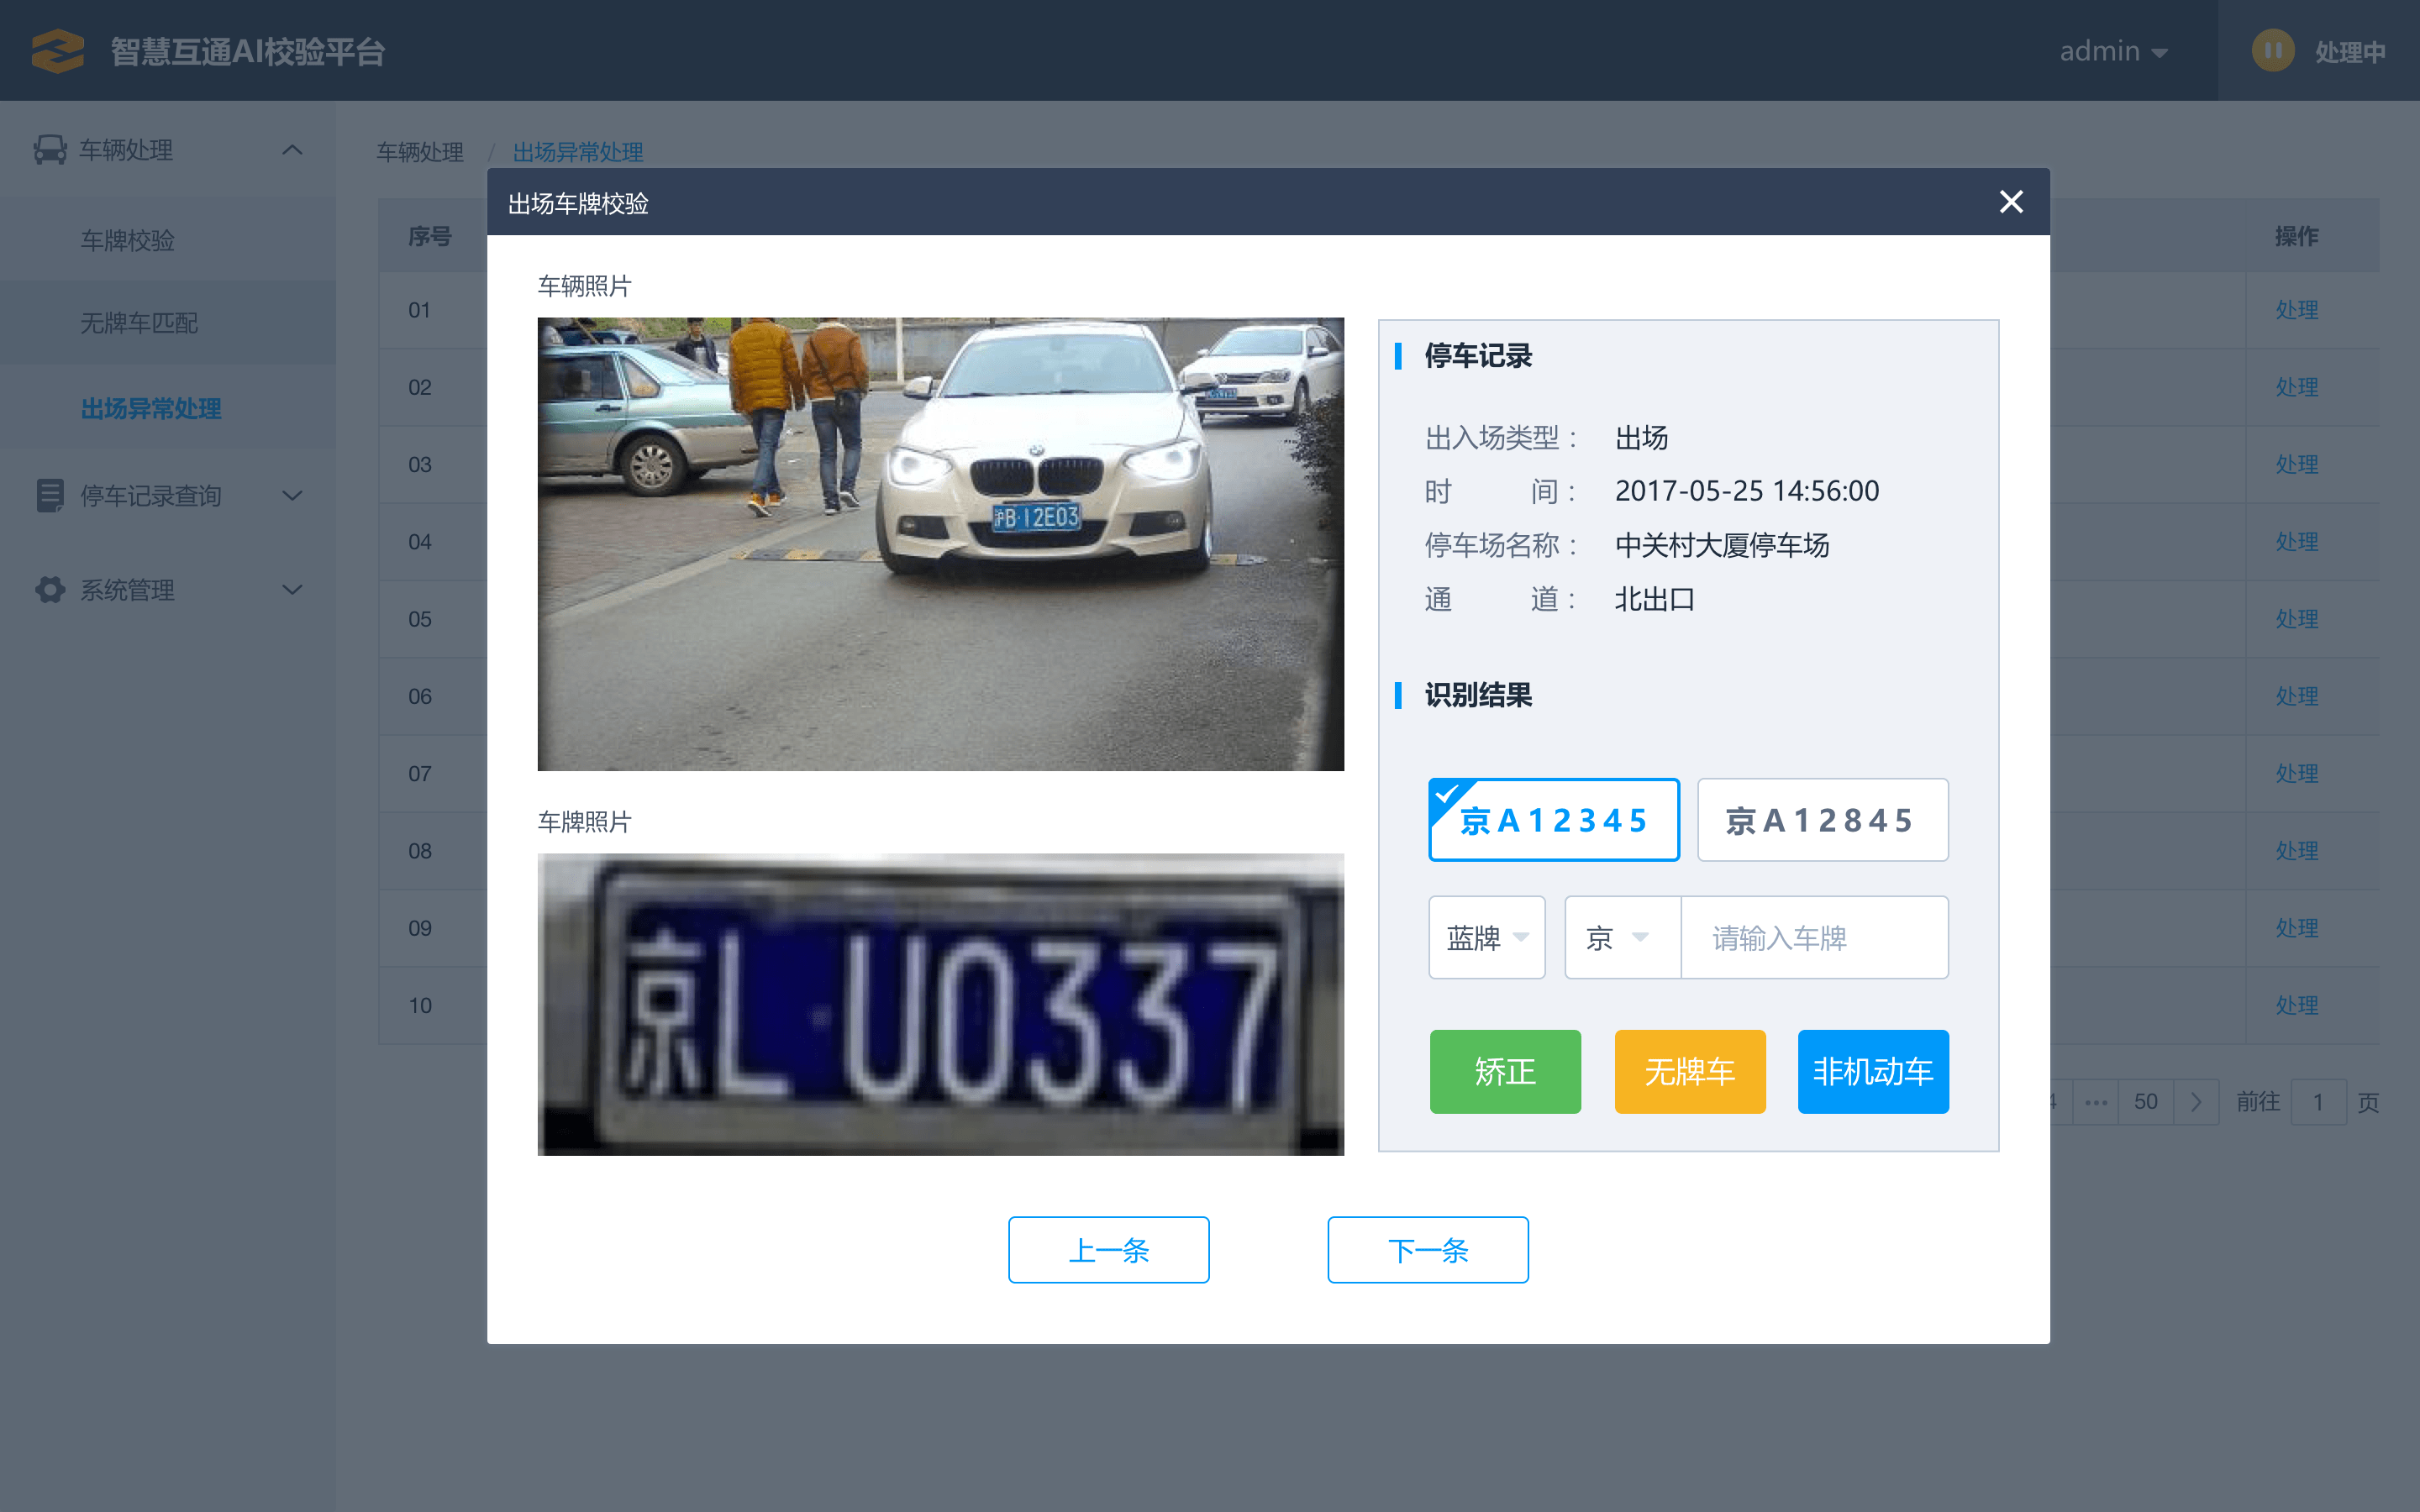 智慧互通AI校验平台
admin
处理中
车辆处理
车牌校验
无牌车匹配
出场异常处理
停车记录查询
系统管理
车辆处理 / 出场异常处理
序号
操作
01
处理
02
处理
03
处理
04
处理
05
处理
06
处理
07
处理
08
处理
09
处理
10
处理
4 ••• 50 前往 1 页
出场车牌校验
车辆照片
沪B·12E03
车牌照片
京L U0337
停车记录
出入场类型： 出场
时间： 2017-05-25 14:56:00
停车场名称： 中关村大厦停车场
通道： 北出口
识别结果
京A12345
京A12845
蓝牌
京
请输入车牌
矫正
无牌车
非机动车
上一条
下一条